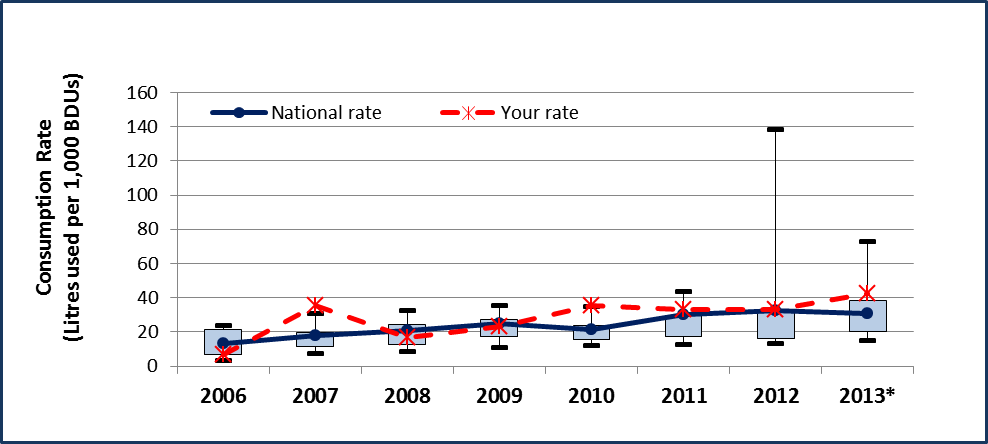 Consumption Rate
(Litres used per 1,000 BDUs)
160
140
120
100
80
60
40
20
0
National rate
Your rate
2006 2007 2008 2009 2010 2011 2012 2013*